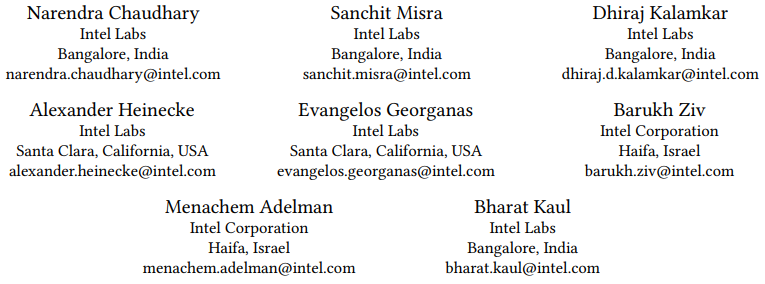 Narendra Chaudhary
Intel Labs
Bangalore, India
narendra.chaudhary@intel.com
Sanchit Misra
Intel Labs
Bangalore, India
sanchit.misra@intel.com
Dhiraj Kalamkar
Intel Labs
Bangalore, India
dhiraj.d.kalamkar@intel.com
Alexander Heinecke
Intel Labs
Santa Clara, California, USA
alexander.heinecke@intel.com
Evangelos Georganas
Intel Labs
Santa Clara, California, USA
evangelos.georganas@intel.com
Barukh Ziv
Intel Corporation
Haifa, Israel
barukh.ziv@intel.com
Menachem Adelman
Intel Corporation
Haifa, Israel
menachem.adelman@intel.com
Bharat Kaul
Intel Labs
Bangalore, India
bharat.kaul@intel.com